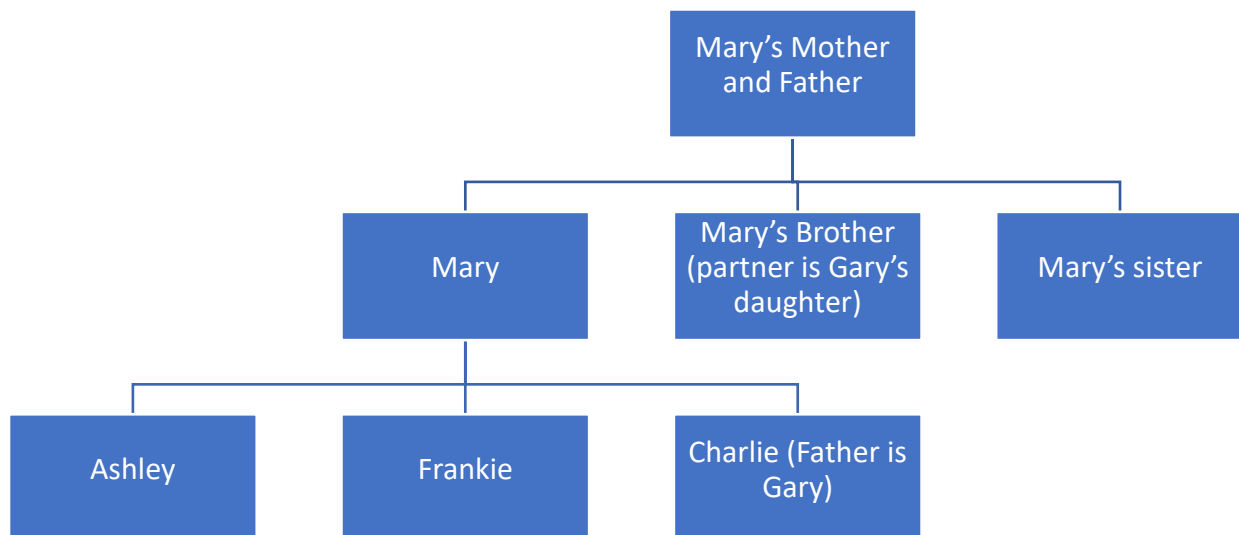 Mary’s Mother
and Father
Mary
Mary’s Brother
(partner is Gary’s
daughter)
Mary’s sister
Ashley
Frankie
Charlie (Father is
Gary)